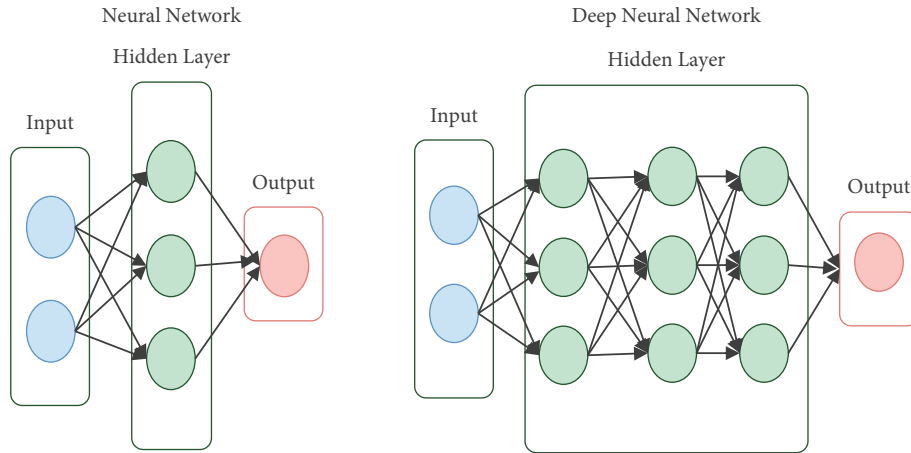 Neural Network
Hidden Layer
Input
Output
Deep Neural Network
Hidden Layer
Input
Output